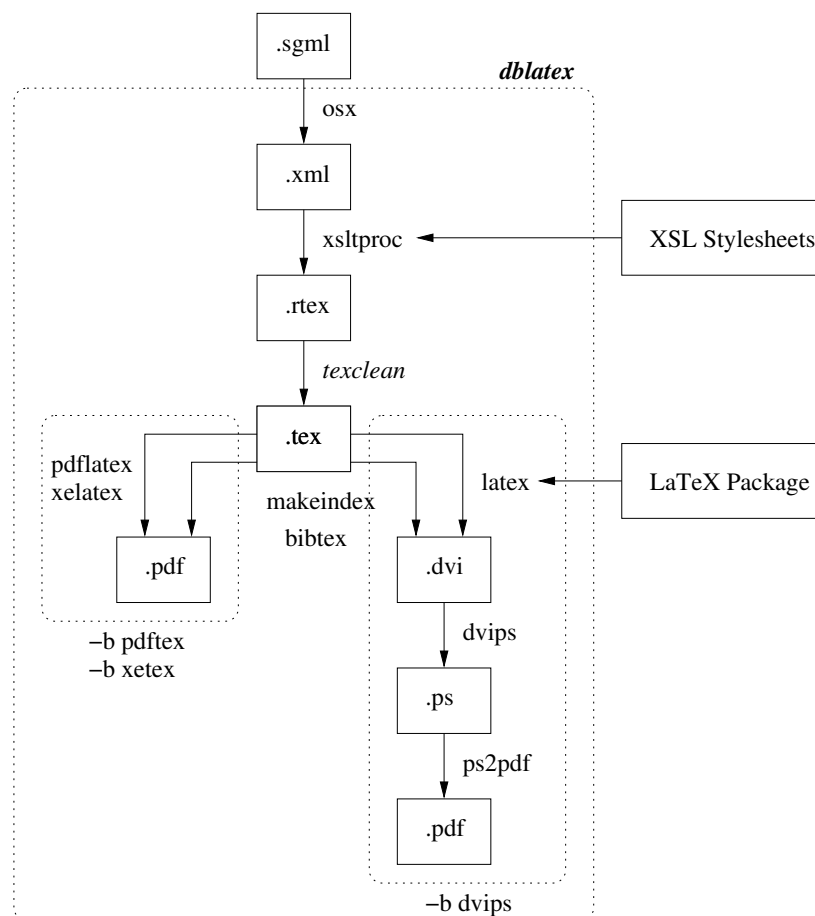 .sgml
dblatex
osx
.xml
xsltproc
XSL Stylesheets
.rtex
texclean
.tex
pdflatex
xelatex
latex
LaTeX Package
makeindex
bibtex
.pdf
.dvi
−b pdftex
−b xetex
dvips
.ps
ps2pdf
.pdf
−b dvips